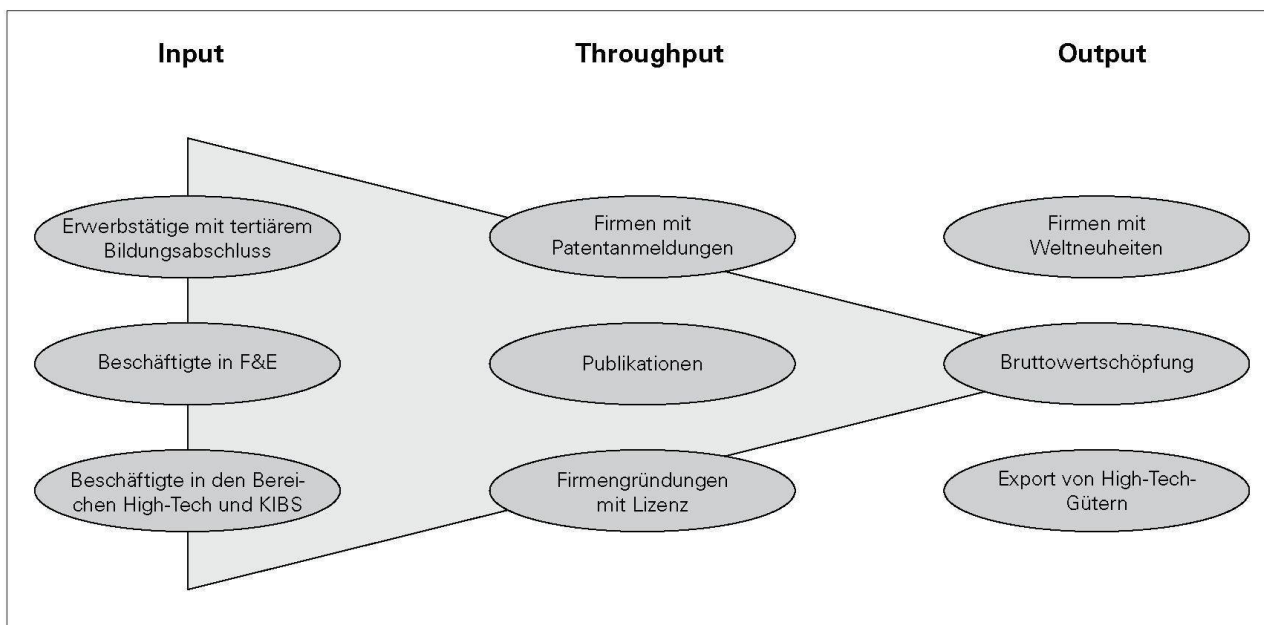 Input
Throughput
Output
Erwerbstätige mit tertiärem
Bildungsabschluss
Firmen mit
Patentanmeldungen
Firmen mit
Weltneuheiten
Beschäftigte in F&E
Publikationen
Bruttowertschöpfung
Beschäftigte in den Berei-
chen High-Tech und KIBS
Firmengründungen
mit Lizenz
Export von High-Tech-
Gütern